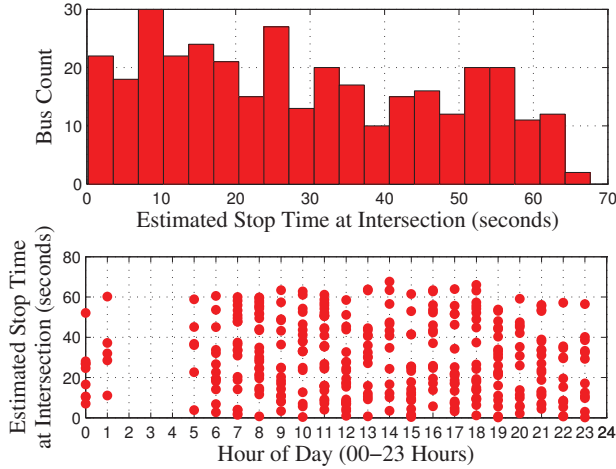 30
20
10
0
Bus Count
0 10 20 30 40 50 60 70
Estimated Stop Time at Intersection (seconds)
80
60
40
20
0
Estimated Stop Time
at Intersection (seconds)
0 1 2 3 4 5 6 7 8 9 10 11 12 13 14 15 16 17 18 19 20 21 22 23 24
Hour of Day (00−23 Hours)